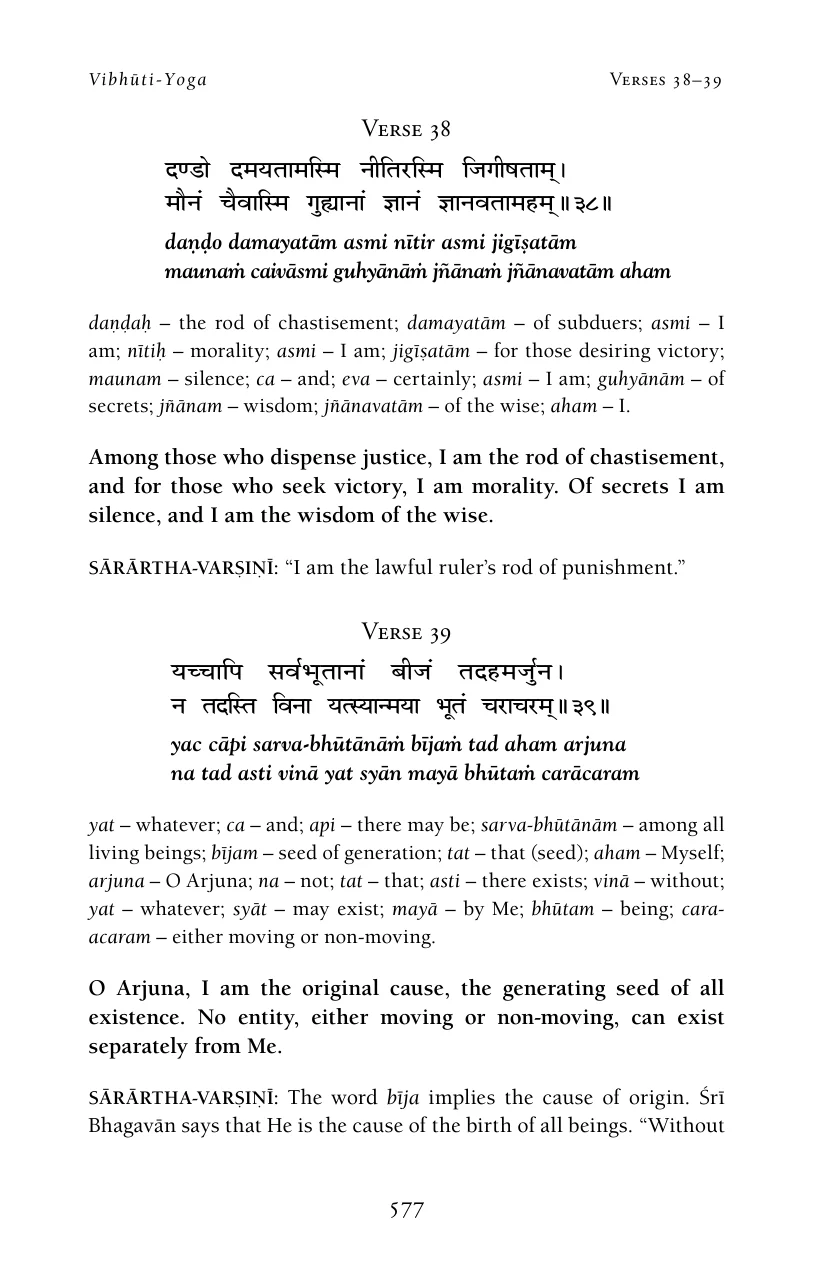 Vibhūti-Yoga
Verses 38–39
Verse 38
दण्डो दमयतामस्मि नीतिरस्मि जिगीषताम्।
मौनं चैवास्मि गुह्यानां ज्ञानं ज्ञानवतामहम्॥३८॥
daṇḍo damayatām asmi nītir asmi jigīṣatām
maunaṁ caivāsmi guhyānāṁ jñānaṁ jñānavatām aham
daṇḍaḥ – the rod of chastisement; damayatām – of subduers; asmi – I
am; nītiḥ – morality; asmi – I am; jigīṣatām – for those desiring victory;
maunam – silence; ca – and; eva – certainly; asmi – I am; guhyānām – of
secrets; jñānam – wisdom; jñānavatām – of the wise; aham – I.
Among those who dispense justice, I am the rod of chastisement,
and for those who seek victory, I am morality. Of secrets I am
silence, and I am the wisdom of the wise.
SĀRĀRTHA-VARṢIṆĪ: “I am the lawful ruler’s rod of punishment.”
Verse 39
यच्चापि सर्वभूतानां बीजं तदहमर्जुन।
न तदस्ति विना यत्स्यान्मया भूतं चराचरम्॥३९॥
yac cāpi sarva-bhūtānāṁ bījaṁ tad aham arjuna
na tad asti vinā yat syān mayā bhūtaṁ carācaram
yat – whatever; ca – and; api – there may be; sarva-bhūtānām – among all
living beings; bījam – seed of generation; tat – that (seed); aham – Myself;
arjuna – O Arjuna; na – not; tat – that; asti – there exists; vinā – without;
yat – whatever; syāt – may exist; mayā – by Me; bhūtam – being; cara-
acaram – either moving or non-moving.
O Arjuna, I am the original cause, the generating seed of all
existence. No entity, either moving or non-moving, can exist
separately from Me.
SĀRĀRTHA-VARṢIṆĪ: The word bīja implies the cause of origin. Śrī
Bhagavān says that He is the cause of the birth of all beings. “Without
577